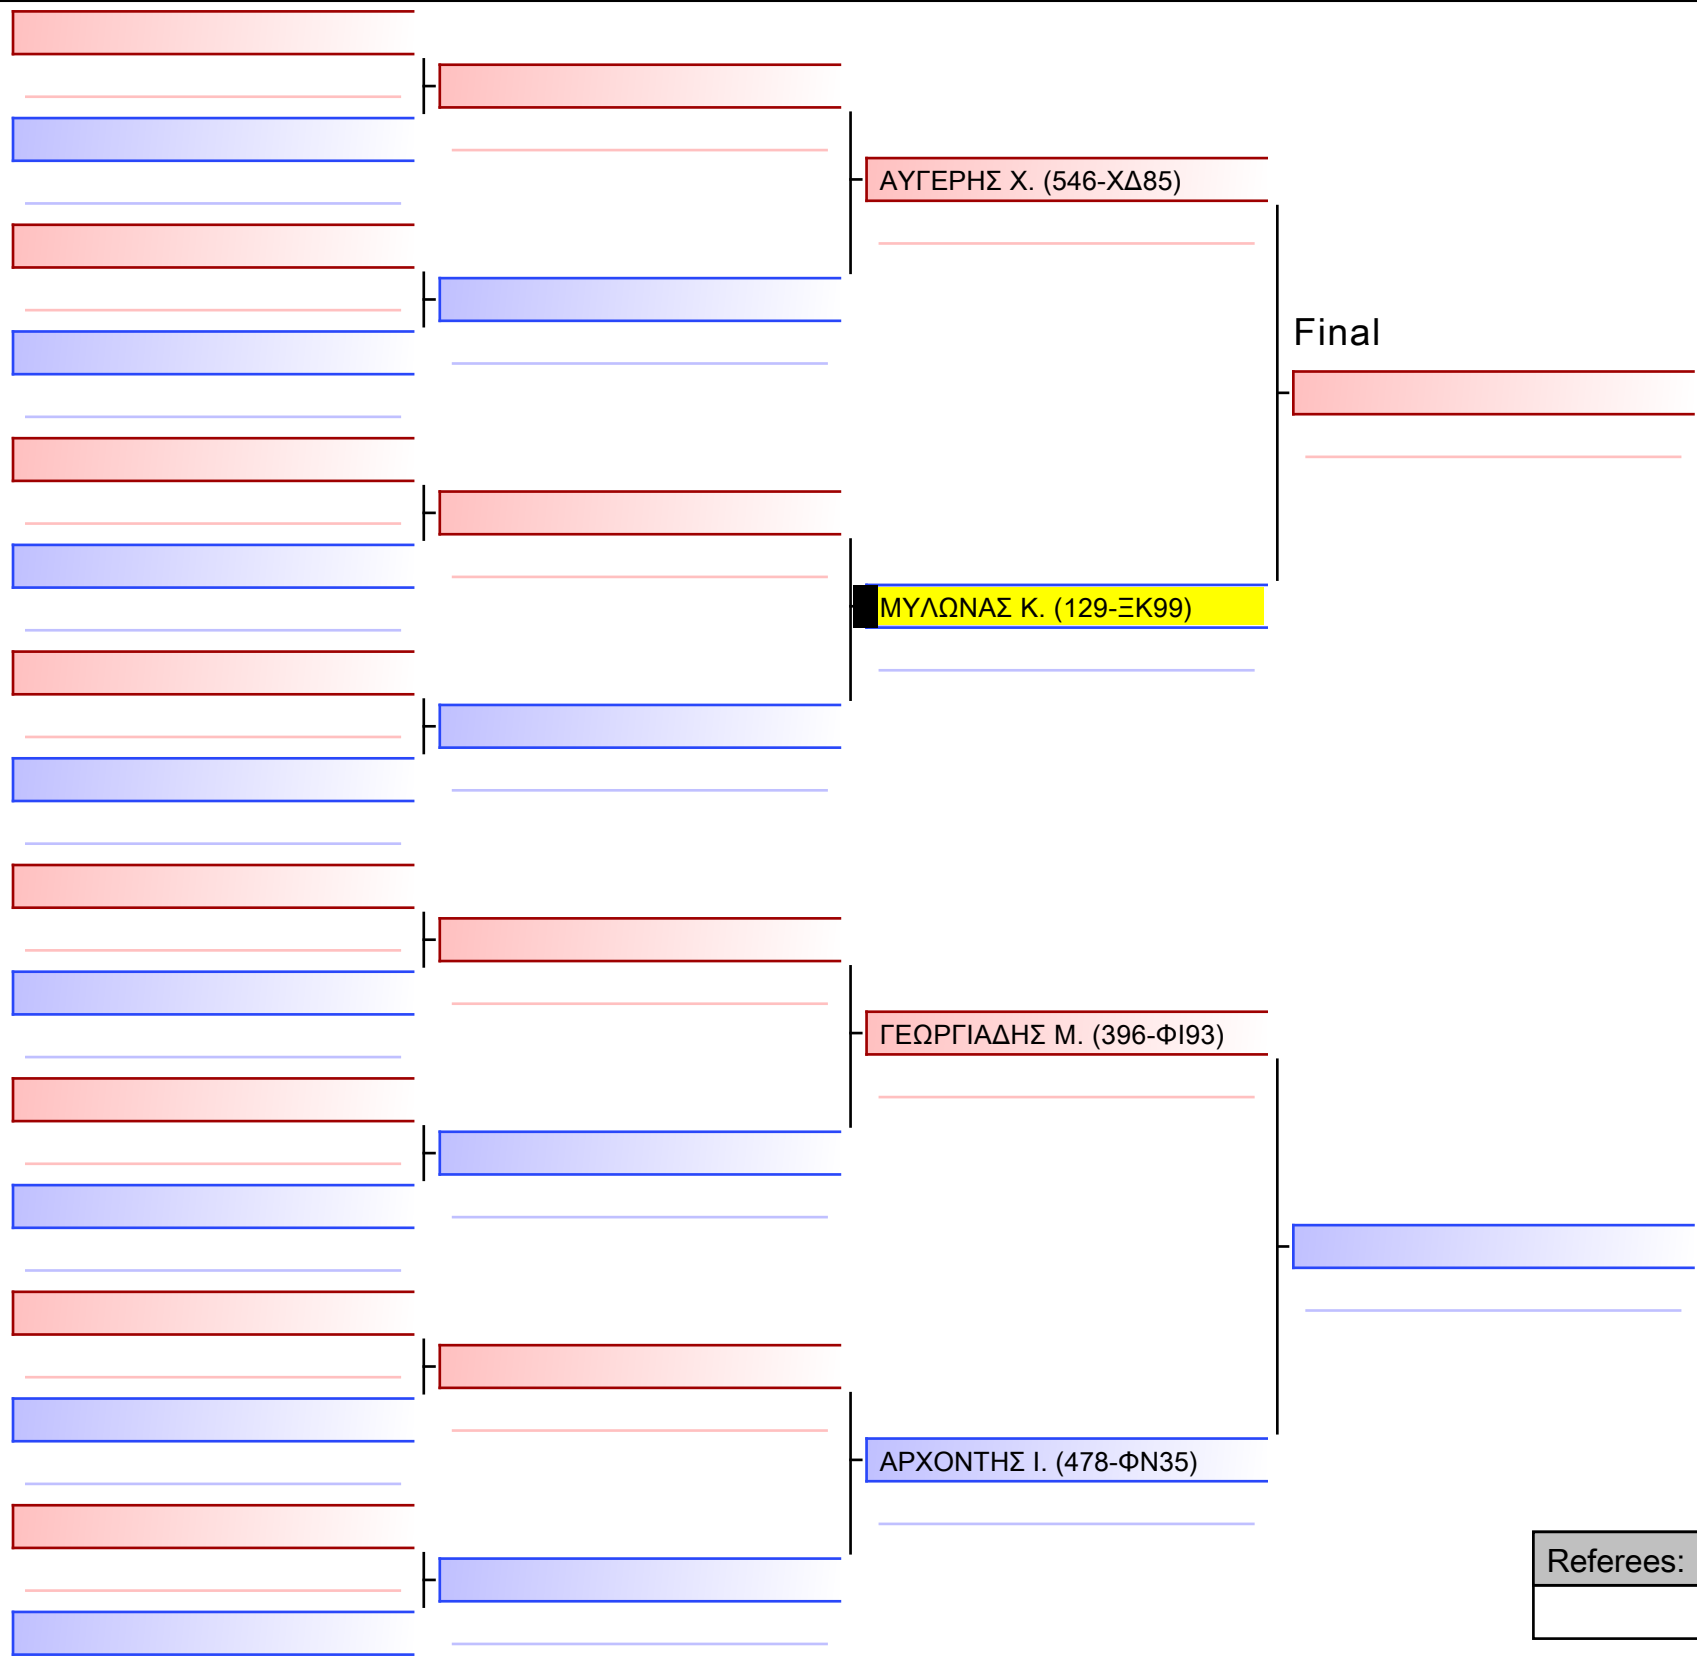 ΑΥΓΕΡΗΣ Χ. (546-ΧΔ85)
Final
ΜΥΛΩΝΑΣ Κ. (129-ΞΚ99)
ΓΕΩΡΓΙΑΔΗΣ Μ. (396-ΦΙ93)
ΑΡΧΟΝΤΗΣ Ι. (478-ΦΝ35)
Referees: